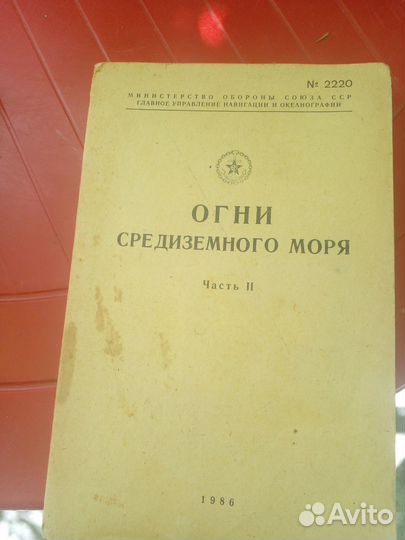 № 2220
МИНИСТЕРСТВО ОБОРОНЫ СОЮЗА ССР
ГЛАВНОЕ УПРАВЛЕНИЕ НАВИГАЦИИ И ОКЕАНОГРАФИИ
ОГНИ
СРЕДИЗЕМНОГО МОРЯ
Часть II
1986
Avito